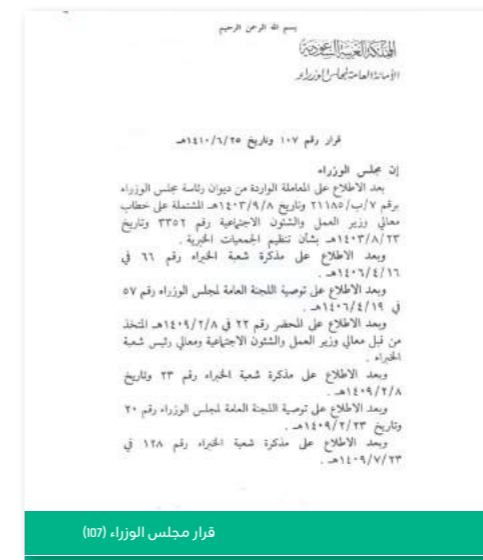 بسم الله الرحمن الرحيم
المملكة العربية السعودية
الأمانة العامة لمجلس الوزراء
قرار رقم ١٠٧ وتاريخ ١٤١٠/٦/٢٥هـ
إن مجلس الوزراء
بعد الاطلاع على المعاملة الواردة من ديوان رئاسة مجلس الوزراء
برقم ٧/ب/٢١١٨٥ وتاريخ ١٤٠٣/٩/٨هـ المشتملة على خطاب
معالي وزير العمل والشئون الاجتماعية رقم ٣٣٥٢ وتاريخ
١٤٠٣/٨/٢٣هـ بشأن تنظيم الجمعيات الخيرية .
وبعد الاطلاع على مذكرة شعبة الخبراء رقم ٦٦ في
١٤٠٦/٤/١٦هـ .
وبعد الاطلاع على توصية اللجنة العامة لمجلس الوزراء رقم ٥٧
في ١٤٠٦/٤/١٩هـ .
وبعد الاطلاع على المحضر رقم ٢٢ في ١٤٠٩/٢/٨هـ المتخذ
من قبل معالي وزير العمل والشئون الاجتماعية ومعالي رئيس شعبة
الخبراء .
وبعد الاطلاع على مذكرة شعبة الخبراء رقم ٢٣ وتاريخ
١٤٠٩/٢/٨هـ .
وبعد الاطلاع على توصية اللجنة العامة لمجلس الوزراء رقم ٢٠
وتاريخ ١٤٠٩/٢/٢٣هـ .
وبعد الاطلاع على مذكرة شعبة الخبراء رقم ١٢٨ في
١٤٠٩/٧/٢٣هـ .
قرار مجلس الوزراء (107)